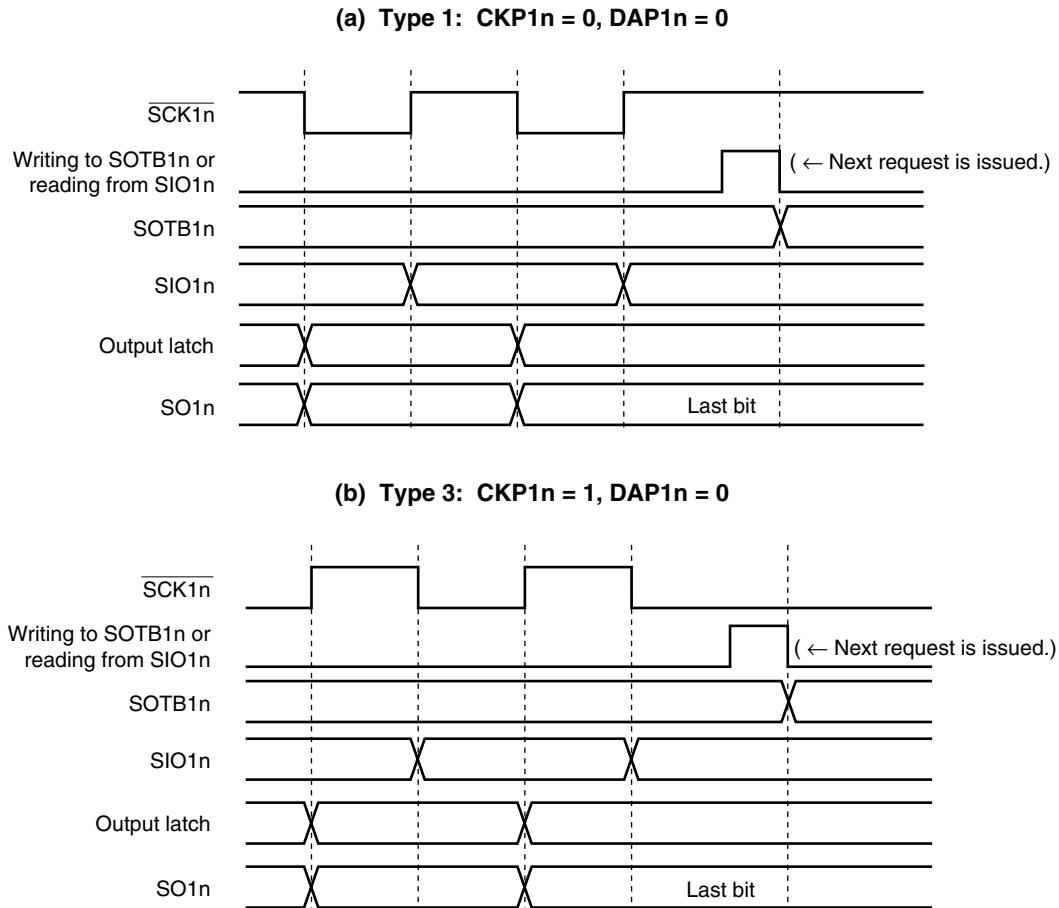 (a) Type 1: CKP1n = 0, DAP1n = 0
SCK1n
Writing to SOTB1n or
reading from SIO1n
( ← Next request is issued.)
SOTB1n
SIO1n
Output latch
SO1n
Last bit
(b) Type 3: CKP1n = 1, DAP1n = 0
SCK1n
Writing to SOTB1n or
reading from SIO1n
( ← Next request is issued.)
SOTB1n
SIO1n
Output latch
SO1n
Last bit